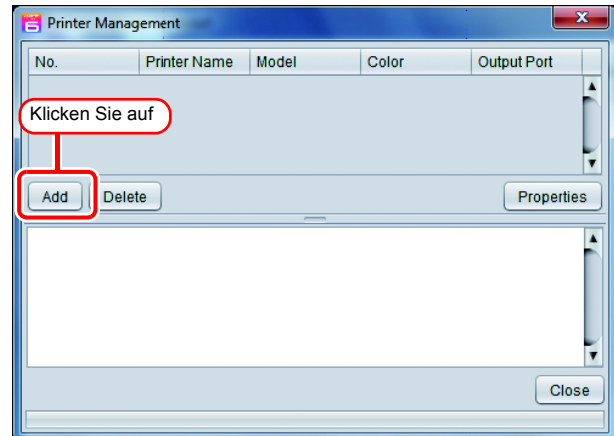 Printer Management
No. Printer Name Model Color Output Port
Klicken Sie auf
Add Delete Properties
Close